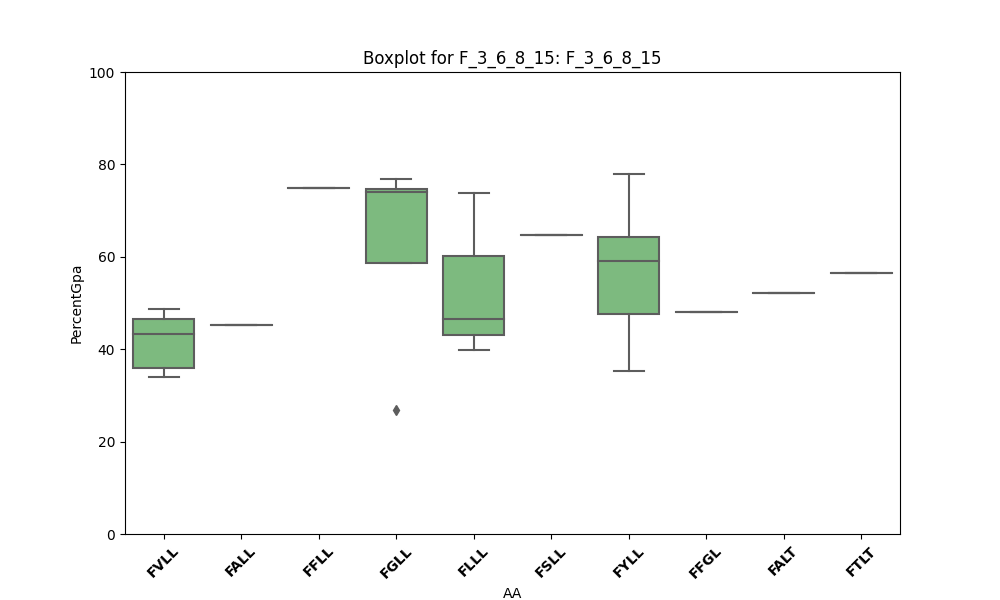 Boxplot for F_3_6_8_15: F_3_6_8_15
100
80
60
40
20
0
PercentGpa
FVLL
FALL
FFLL
FGLL
FLLL
FSLL
FYLL
FFGL
FALT
FTLT
AA